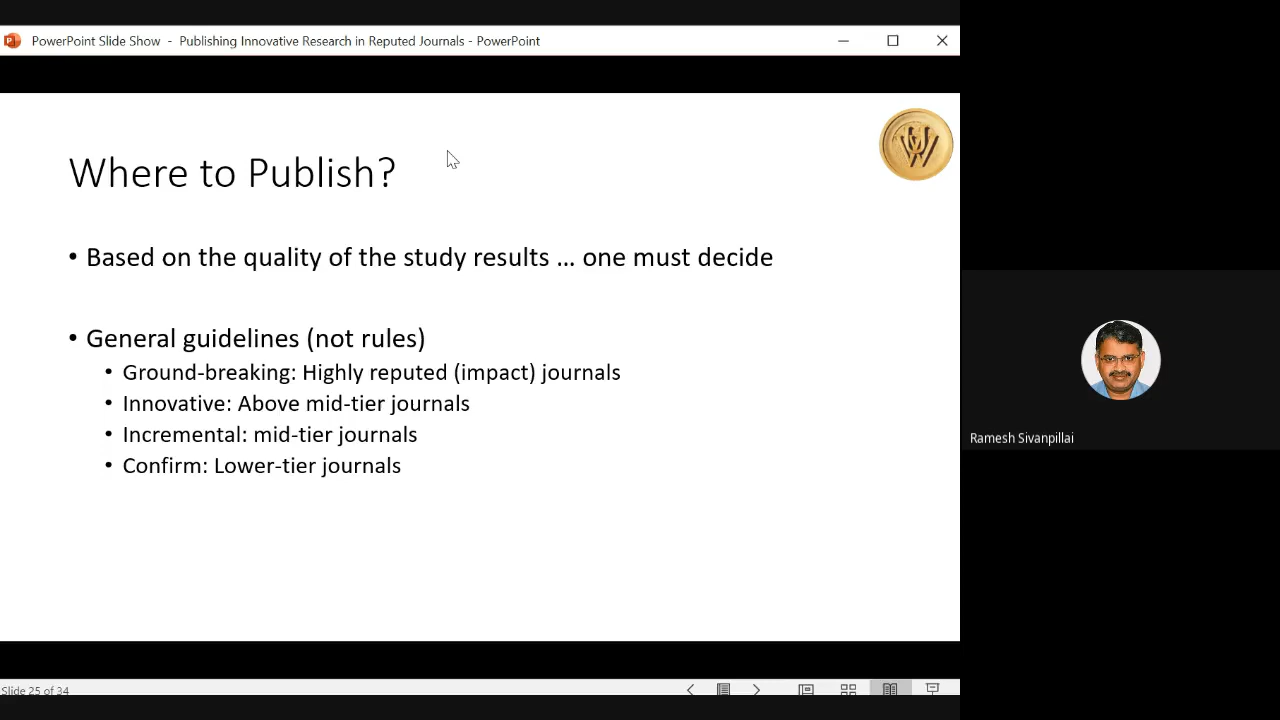 PowerPoint Slide Show - Publishing Innovative Research in Reputed Journals - PowerPoint
Where to Publish?
• Based on the quality of the study results ... one must decide
• General guidelines (not rules)
• Ground-breaking: Highly reputed (impact) journals
• Innovative: Above mid-tier journals
• Incremental: mid-tier journals
• Confirm: Lower-tier journals
Ramesh Sivanpillai
Slide 25 of 34